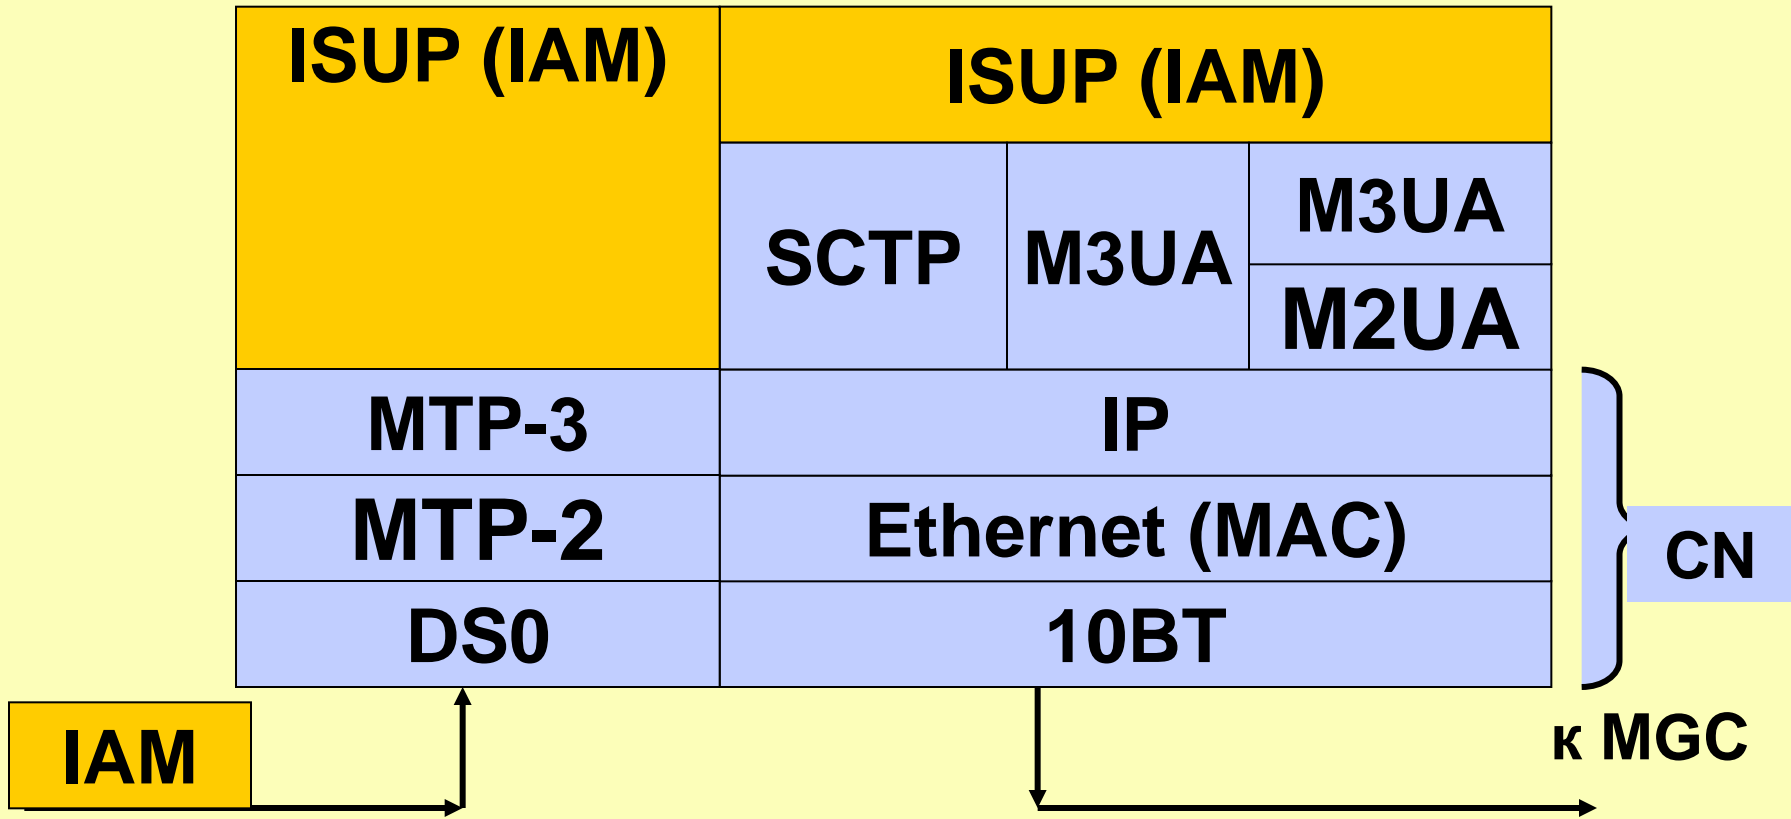 ISUP (IAM)
ISUP (IAM)
SCTP
M3UA
M3UA
M2UA
MTP-3
IP
MTP-2
Ethernet (MAC)
CN
DS0
10BT
IAM
к MGC